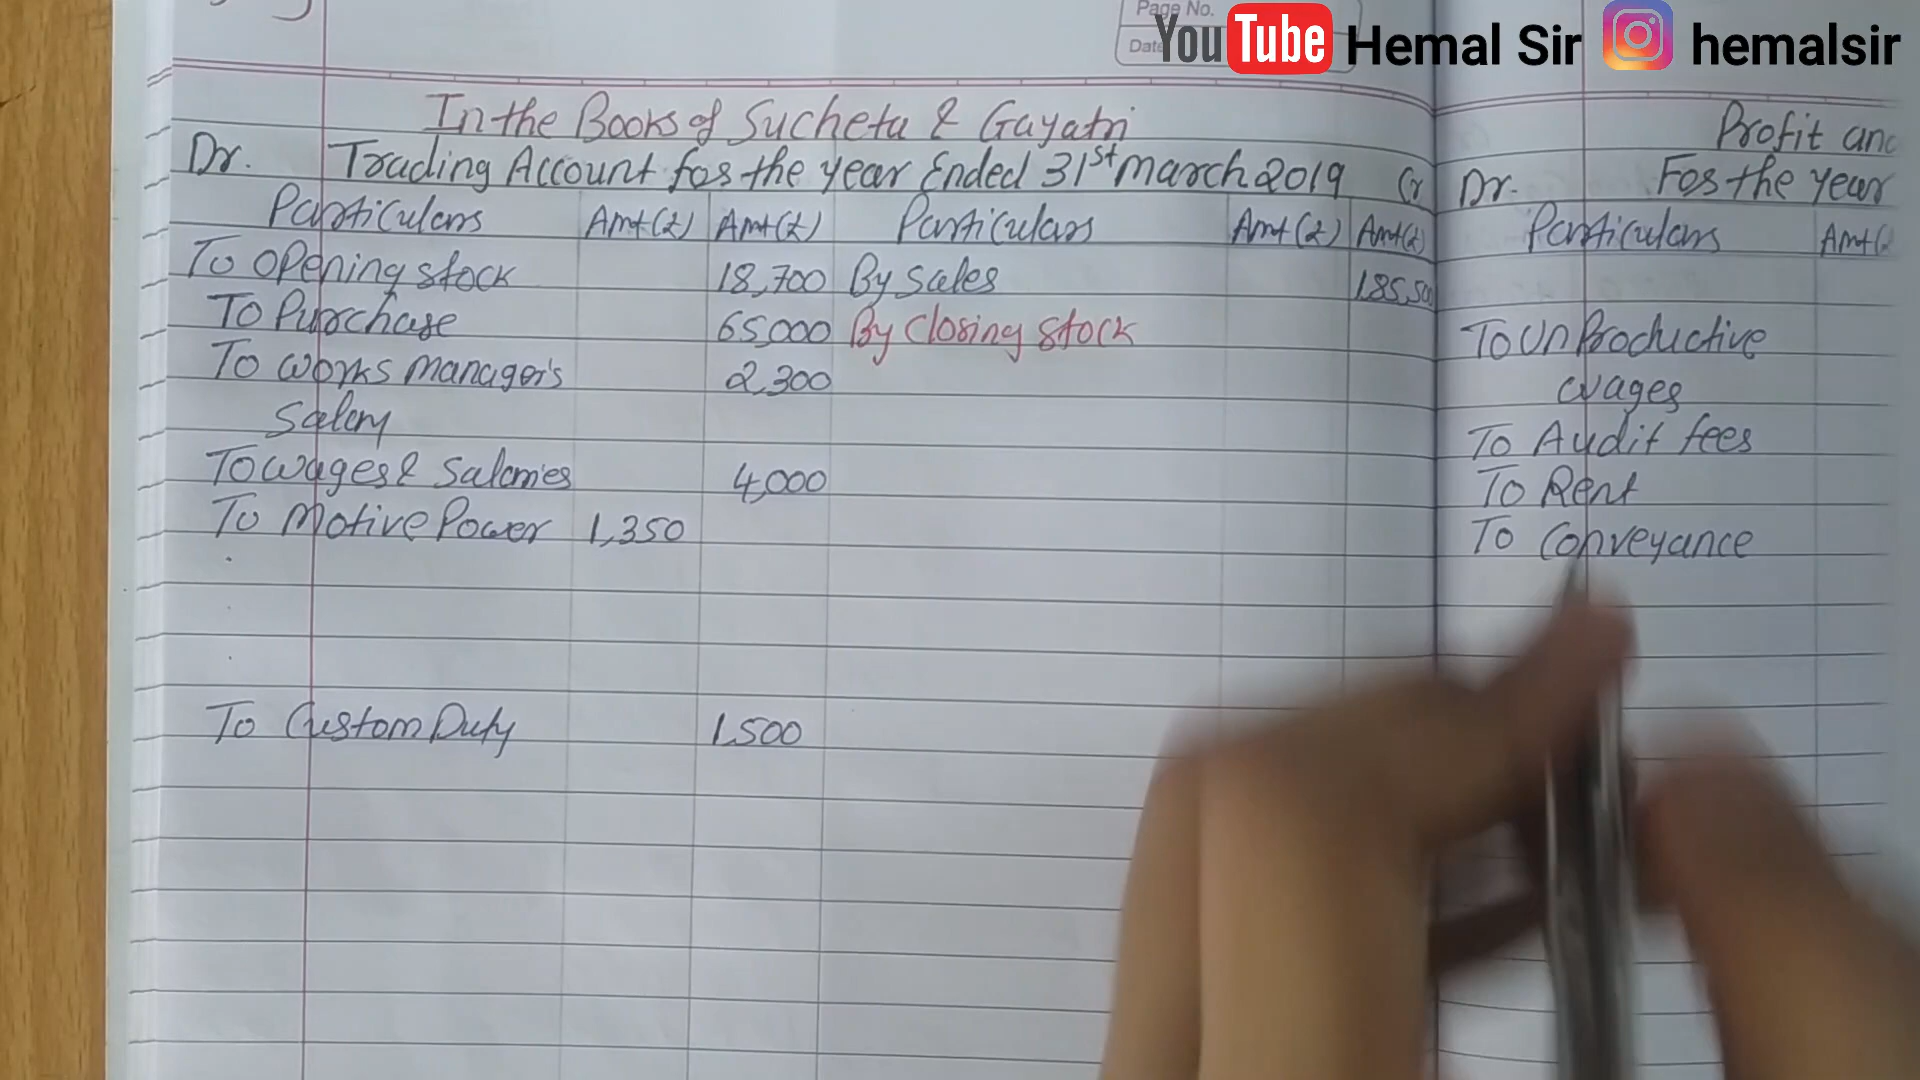 Page No.
Date
YouTube Hemal Sir hemalsir
In the Books of Sucheta & Gayatri
Dr. Trading Account for the year Ended 31st march 2019 Cr
Particulars Amt(₹) Amt(₹) Particulars Amt(₹) Amt(₹)
To Opening stock 18,700 By Sales 1,85,500
To Purchase 65,000 By Closing Stock
To works manager's 2,300
Salary
To wages & Salaries 4,000
To Motive Power 1,350
To Custom Duty 1,500
Profit and
Dr. For the year
Particulars Amt(₹
To UnProductive
wages
To Audit fees
To Rent
To Conveyance